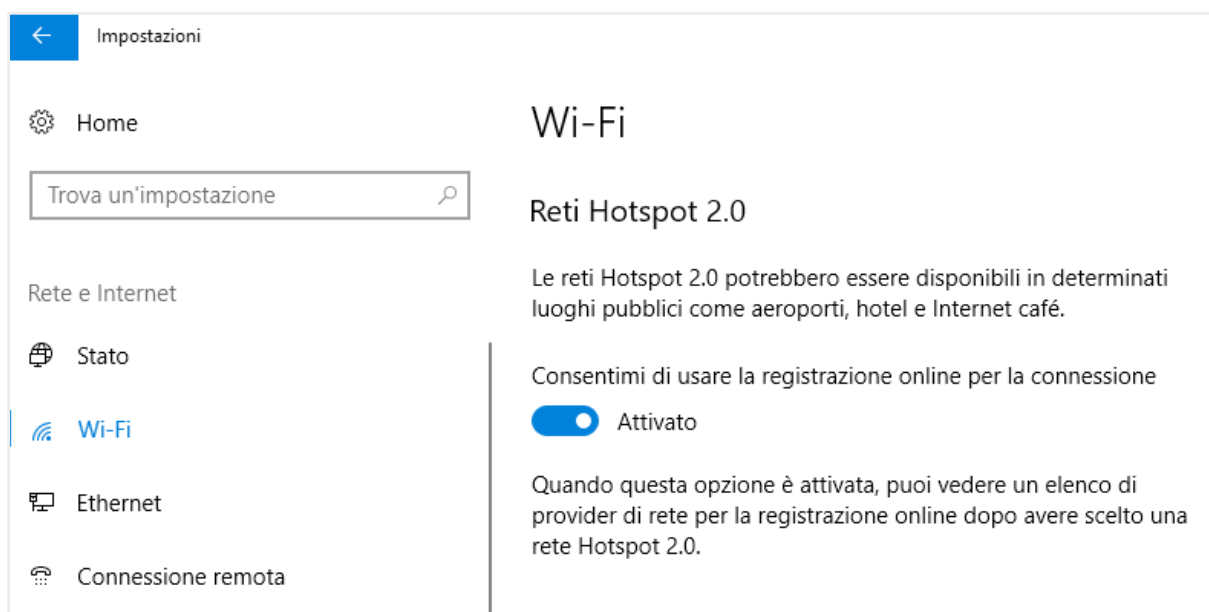 Impostazioni
Home
Trova un'impostazione
Rete e Internet
Stato
Wi-Fi
Ethernet
Connessione remota
Wi-Fi
Reti Hotspot 2.0
Le reti Hotspot 2.0 potrebbero essere disponibili in determinati
luoghi pubblici come aeroporti, hotel e Internet café.
Consentimi di usare la registrazione online per la connessione
Attivato
Quando questa opzione è attivata, puoi vedere un elenco di
provider di rete per la registrazione online dopo avere scelto una
rete Hotspot 2.0.